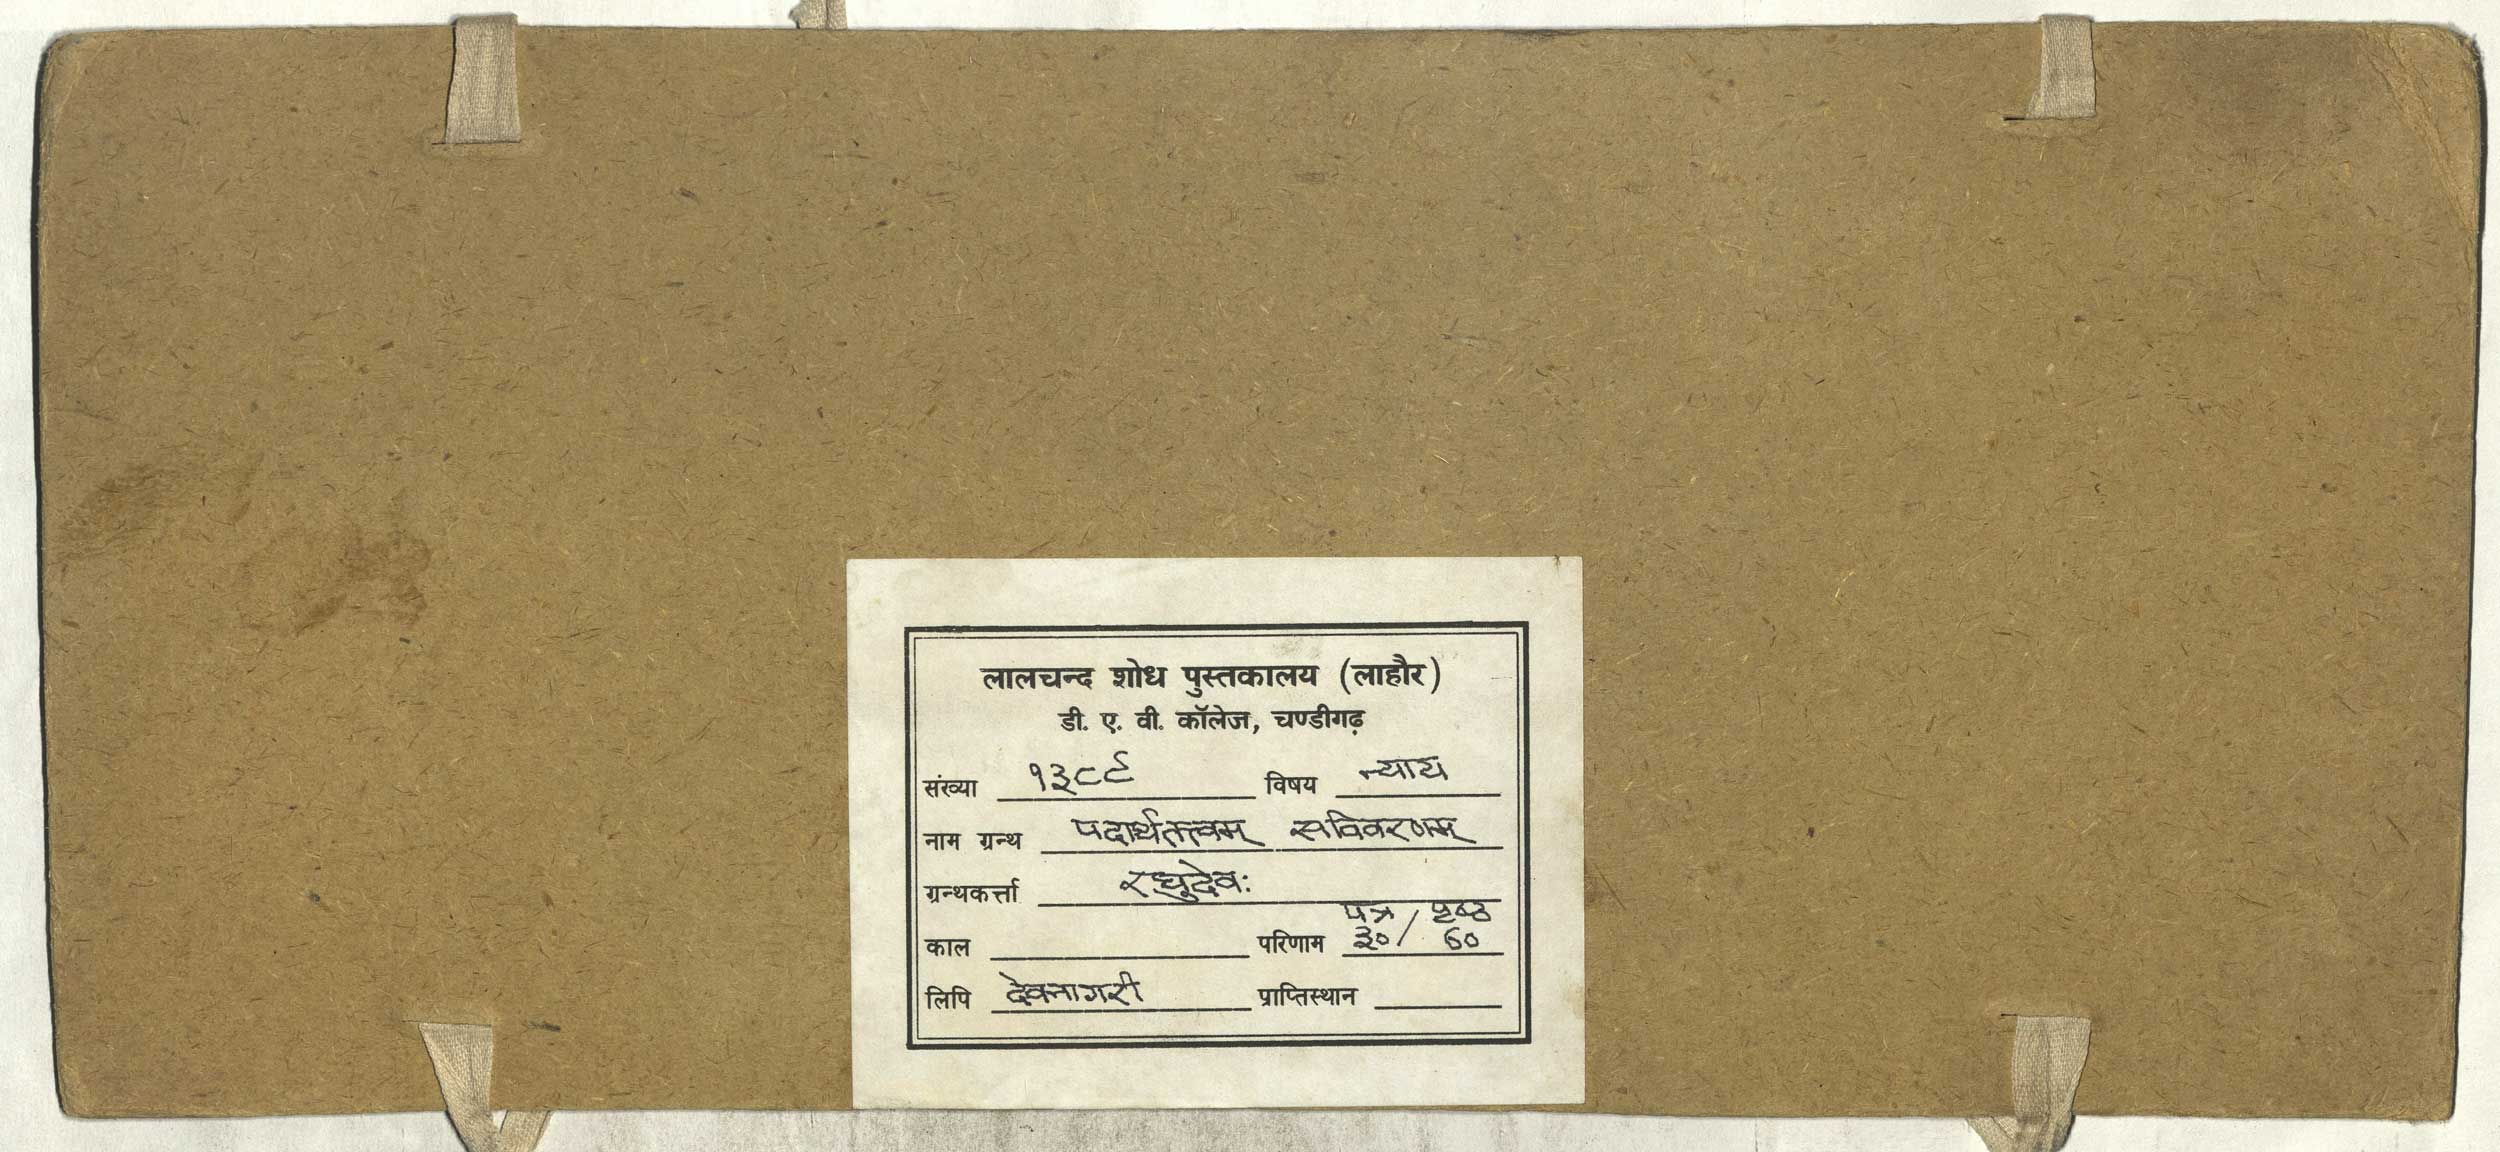 लालचन्द शोध पुस्तकालय (लाहौर)
डी. ए. वी. कॉलेज, चण्डीगढ़
संख्या १३८९ विषय न्याय
नाम ग्रन्थ पदार्थतत्त्वम् सविवरणम्
ग्रन्थकर्त्ता रघुदेवः
पत्र / पृष्ठ
काल परिणाम ३० / ६०
लिपि देवनागरी प्राप्तिस्थान